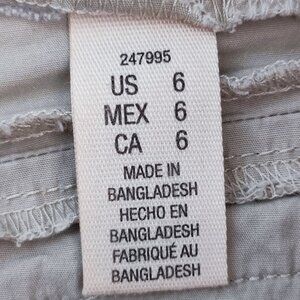 247995
US 6
MEX 6
CA 6
MADE IN
BANGLADESH
HECHO EN
BANGLADESH
FABRIQUÉ AU
BANGLADESH